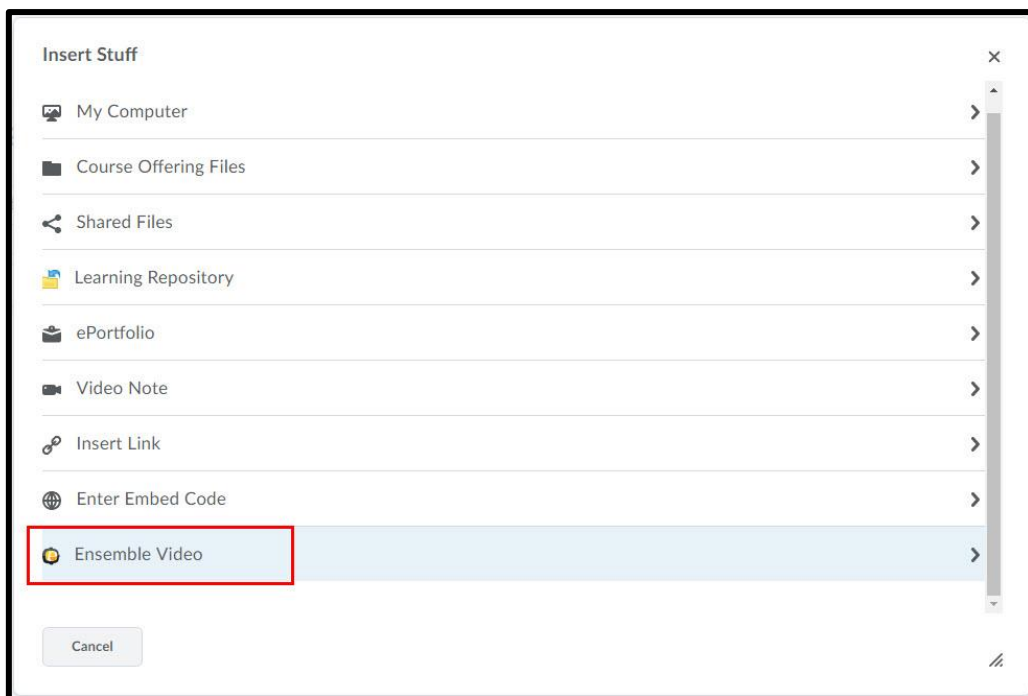 Insert Stuff
My Computer
Course Offering Files
Shared Files
Learning Repository
ePortfolio
Video Note
Insert Link
Enter Embed Code
Ensemble Video
Cancel